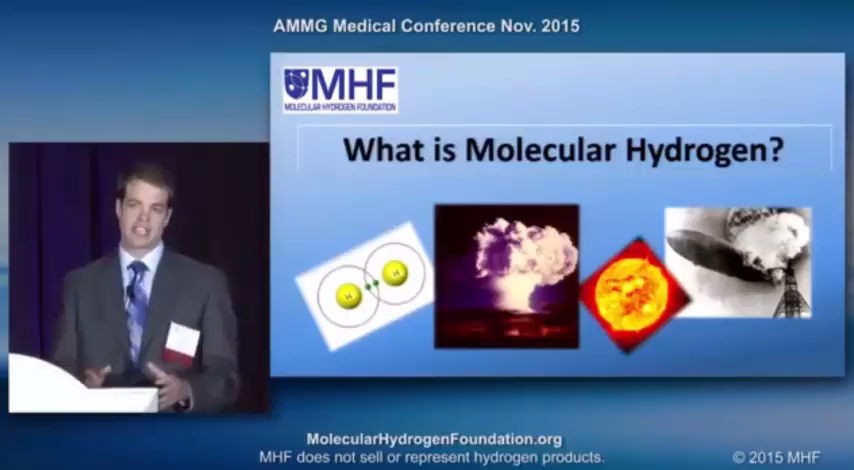 AMMG Medical Conference Nov. 2015
MHF
MOLECULAR HYDROGEN FOUNDATION
What is Molecular Hydrogen?
H H
MolecularHydrogenFoundation.org
MHF does not sell or represent hydrogen products.
© 2015 MHF